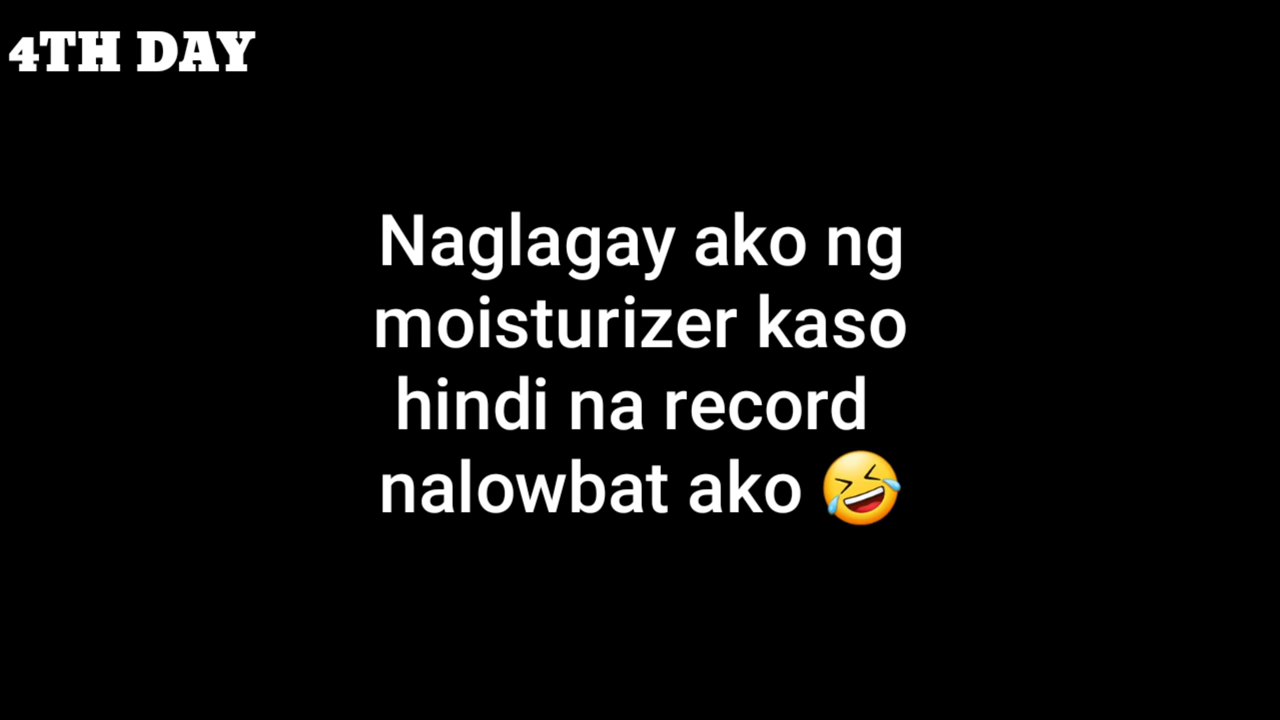 4TH DAY
Naglagay ako ng
moisturizer kaso
hindi na record
nalowbat ako 🤣